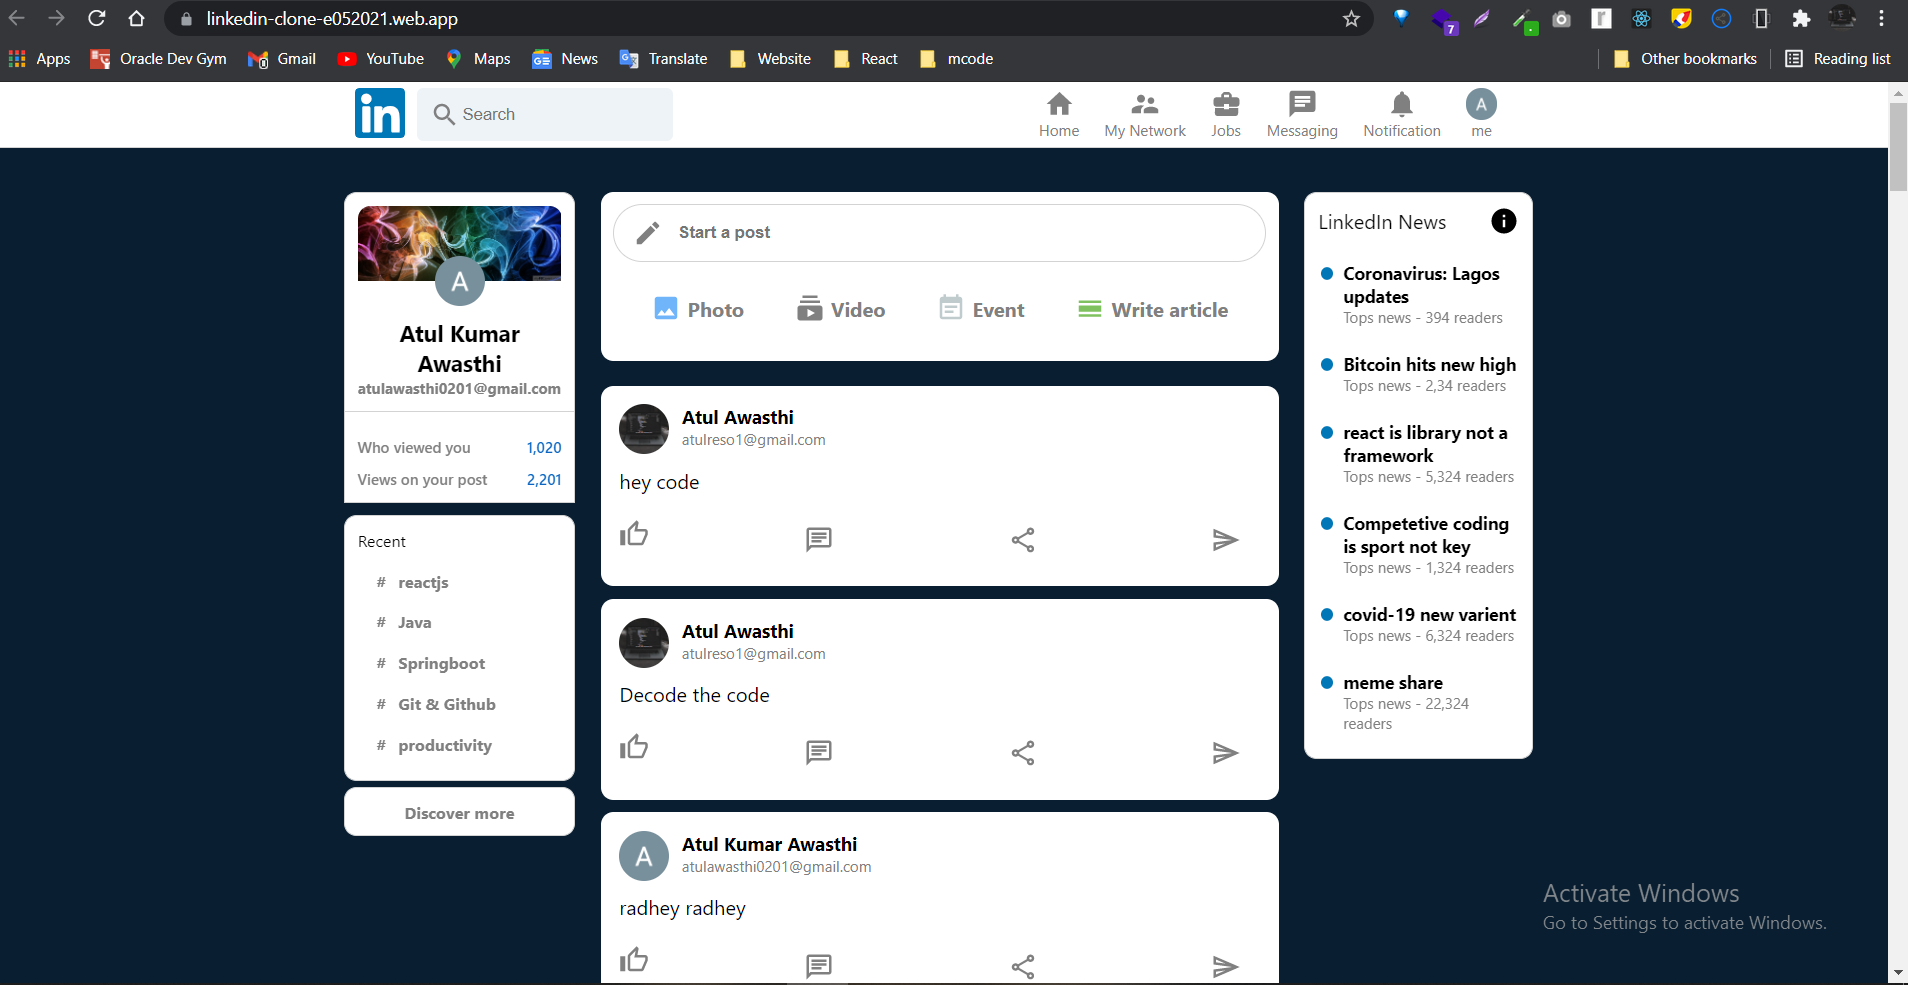 linkedin-clone-e052021.web.app
7
Apps Oracle Dev Gym Gmail YouTube Maps News Translate Website React mcode Other bookmarks Reading list
in Search Home My Network Jobs Messaging Notification A me
A
Atul Kumar
Awasthi
atulawasthi0201@gmail.com
Who viewed you 1,020
Views on your post 2,201
Recent
# reactjs
# Java
# Springboot
# Git & Github
# productivity
Discover more
Start a post
Photo Video Event Write article
Atul Awasthi
atulreso1@gmail.com
hey code
Atul Awasthi
atulreso1@gmail.com
Decode the code
A
Atul Kumar Awasthi
atulawasthi0201@gmail.com
radhey radhey
LinkedIn News
Coronavirus: Lagos
updates
Tops news - 394 readers
Bitcoin hits new high
Tops news - 2,34 readers
react is library not a
framework
Tops news - 5,324 readers
Competetive coding
is sport not key
Tops news - 1,324 readers
covid-19 new varient
Tops news - 6,324 readers
meme share
Tops news - 22,324
readers
Activate Windows
Go to Settings to activate Windows.